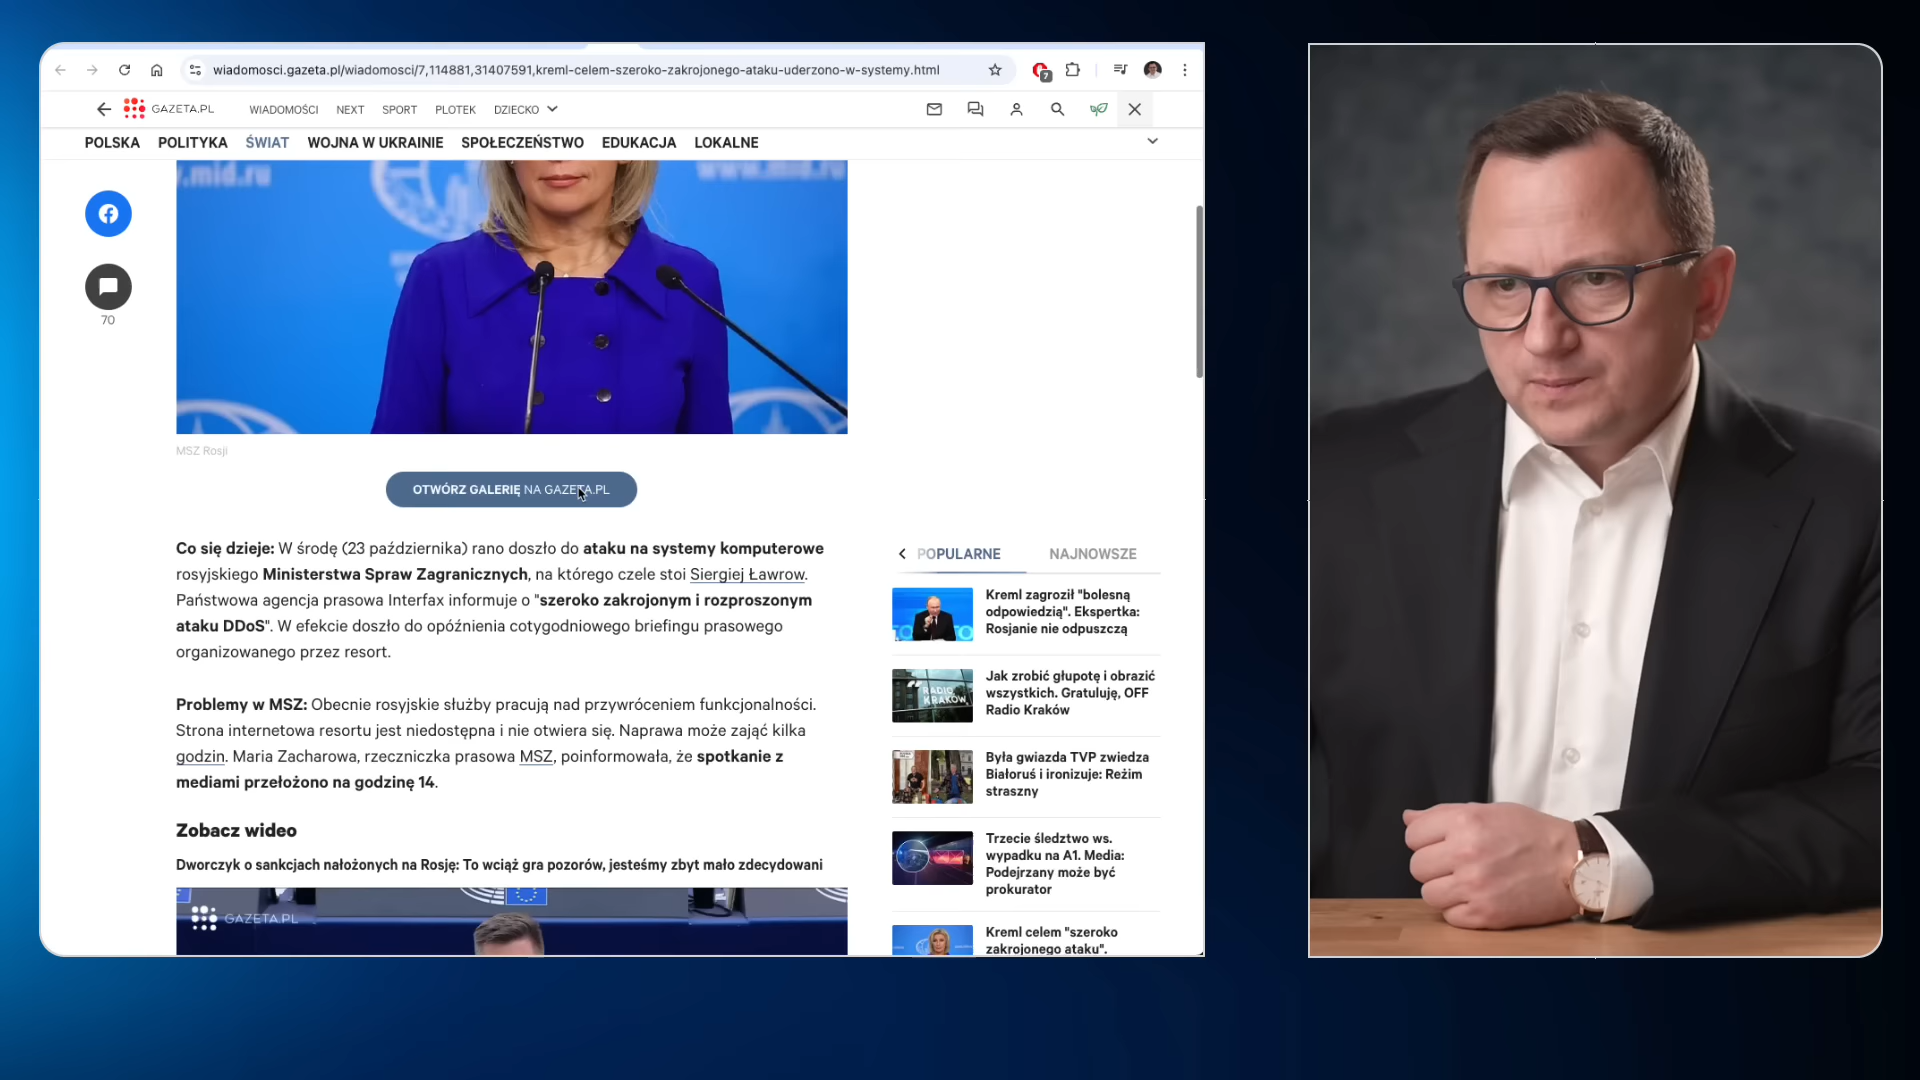 wiadomosci.gazeta.pl/wiadomosci/7,114881,31407591,kreml-celem-szeroko-zakrojonego-ataku-uderzono-w-systemy.html
7
GAZETA.PL
WIADOMOŚCI NEXT SPORT PLOTEK DZIECKO
POLSKA POLITYKA ŚWIAT WOJNA W UKRAINIE SPOŁECZEŃSTWO EDUKACJA LOKALNE
.mid.ru
www.mid.ru
70
MSZ Rosji
OTWÓRZ GALERIĘ NA GAZETA.PL
Co się dzieje: W środę (23 października) rano doszło do ataku na systemy komputerowe
rosyjskiego Ministerstwa Spraw Zagranicznych, na którego czele stoi Siergiej Ławrow.
Państwowa agencja prasowa Interfax informuje o "szeroko zakrojonym i rozproszonym
ataku DDoS". W efekcie doszło do opóźnienia cotygodniowego briefingu prasowego
organizowanego przez resort.
Problemy w MSZ: Obecnie rosyjskie służby pracują nad przywróceniem funkcjonalności.
Strona internetowa resortu jest niedostępna i nie otwiera się. Naprawa może zająć kilka
godzin. Maria Zacharowa, rzeczniczka prasowa MSZ, poinformowała, że spotkanie z
mediami przełożono na godzinę 14.
Zobacz wideo
Dworczyk o sankcjach nałożonych na Rosję: To wciąż gra pozorów, jesteśmy zbyt mało zdecydowani
GAZETA.PL
POPULARNE NAJNOWSZE
Kreml zagroził "bolesną
odpowiedzią". Ekspertka:
Rosjanie nie odpuszczą
RADIO
KRAKÓW
Jak zrobić głupotę i obrazić
wszystkich. Gratuluję, OFF
Radio Kraków
Była gwiazda TVP zwiedza
Białoruś i ironizuje: Reżim
straszny
Trzecie śledztwo ws.
wypadku na A1. Media:
Podejrzany może być
prokurator
Kreml celem "szeroko
zakrojonego ataku".